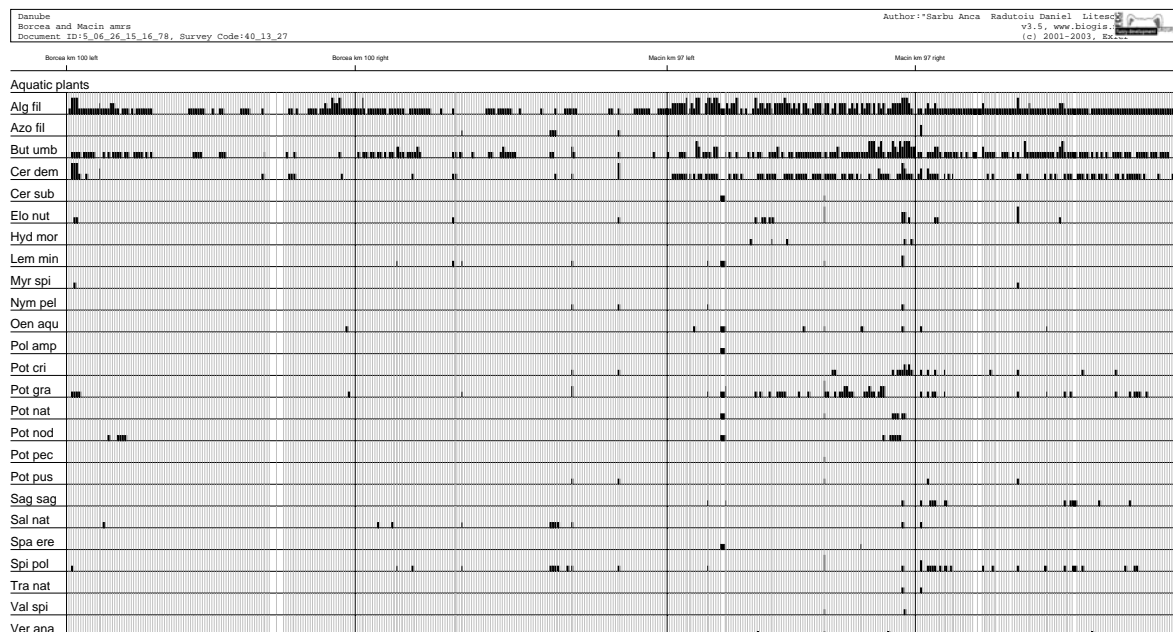 Danube
Borcea and Macin amrs
Document ID:5_06_26_15_16_78, Survey Code:40_13_27
Author:"Sarbu Anca Radutoiu Daniel
v3.5,
(c) 2001-2003,
Borcea km 100 left
Borcea km 100 right
Macin km 97 left
Macin km 97 right
Aquatic plants
Alg fil
Azo fil
But umb
Cer dem
Cer sub
Elo nut
Hyd mor
Lem min
Myr spi
Nym pel
Oen aqu
Pol amp
Pot cri
Pot gra
Pot nat
Pot nod
Pot pec
Pot pus
Sag sag
Sal nat
Spa ere
Spi pol
Tra nat
Val spi
Ver ana